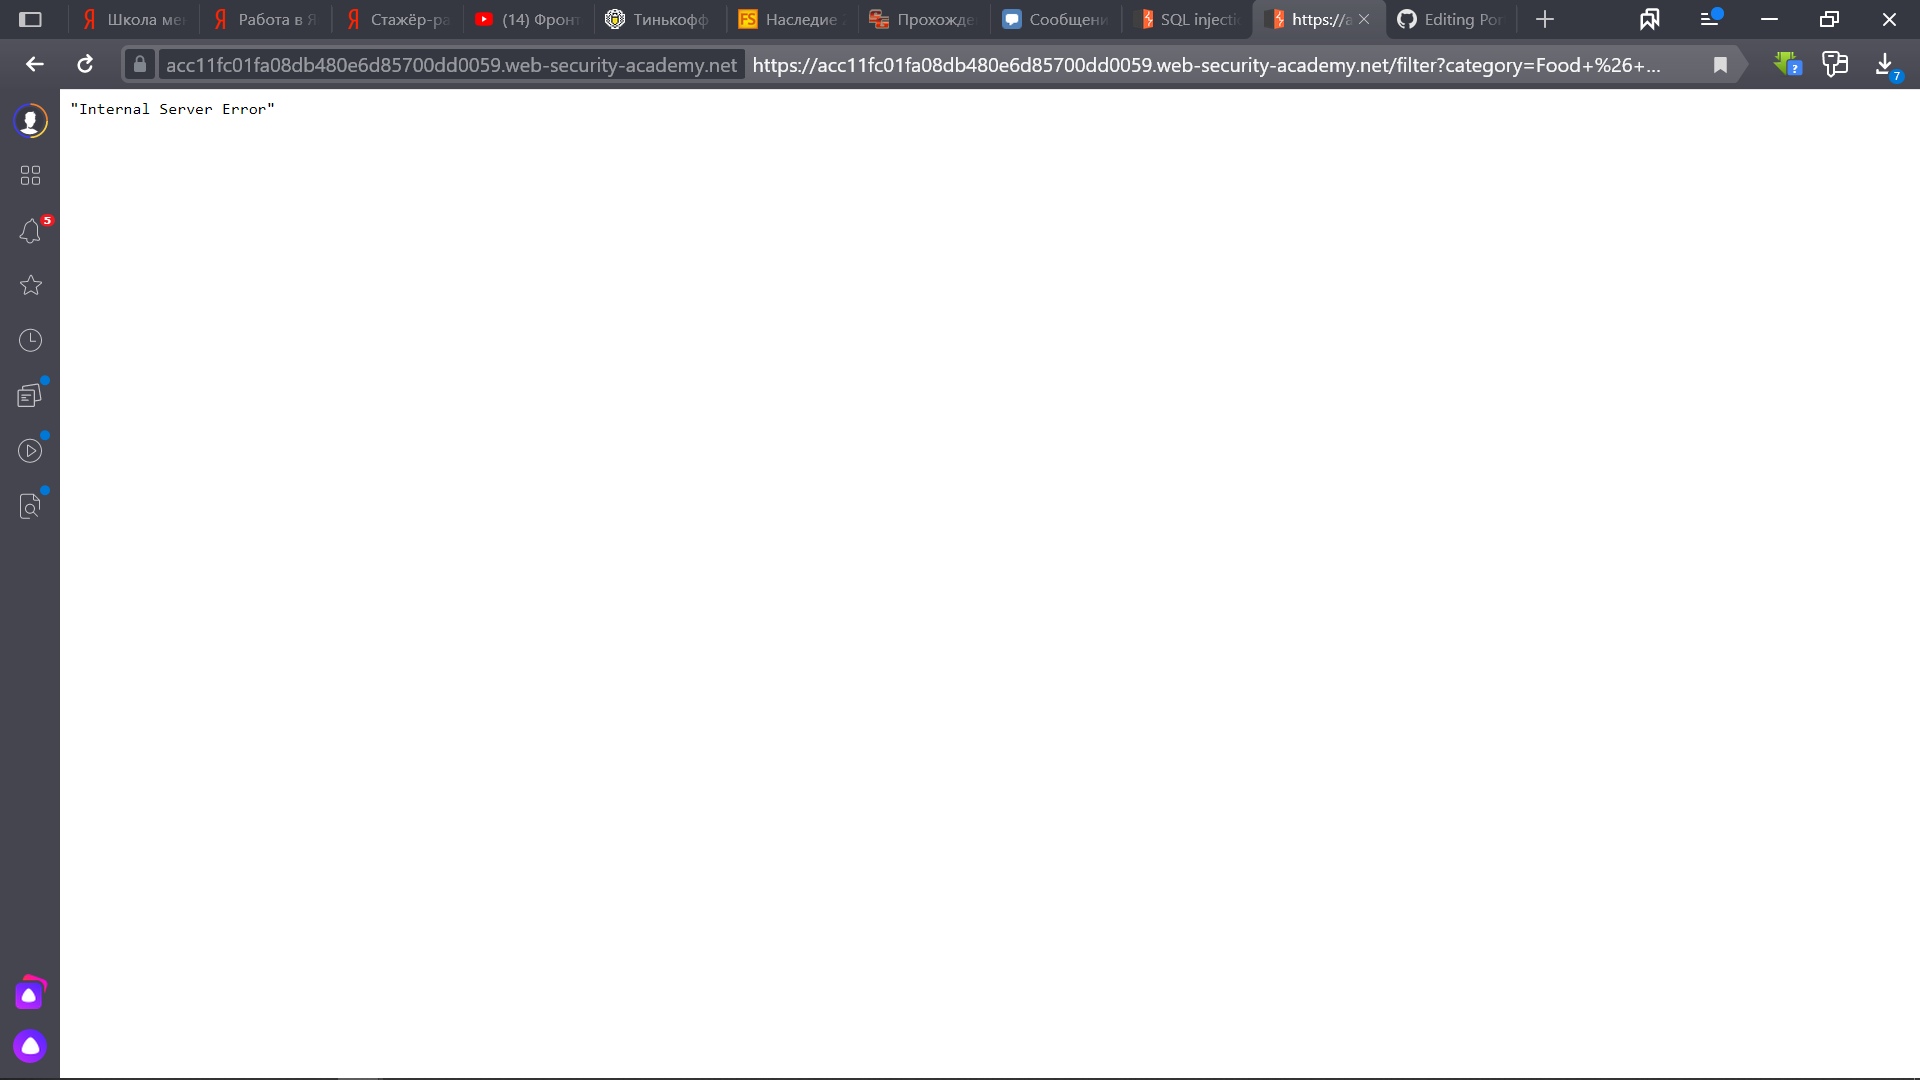 Школа ме
Работа в Я
Стажёр-ра
(14) Фронт
Тинькофф
FS Наследие
Прохожде
Сообщени
SQL injecti
https://a
Editing Por
acc11fc01fa08db480e6d85700dd0059.web-security-academy.net https://acc11fc01fa08db480e6d85700dd0059.web-security-academy.net/filter?category=Food+%26+...
7
"Internal Server Error"
5